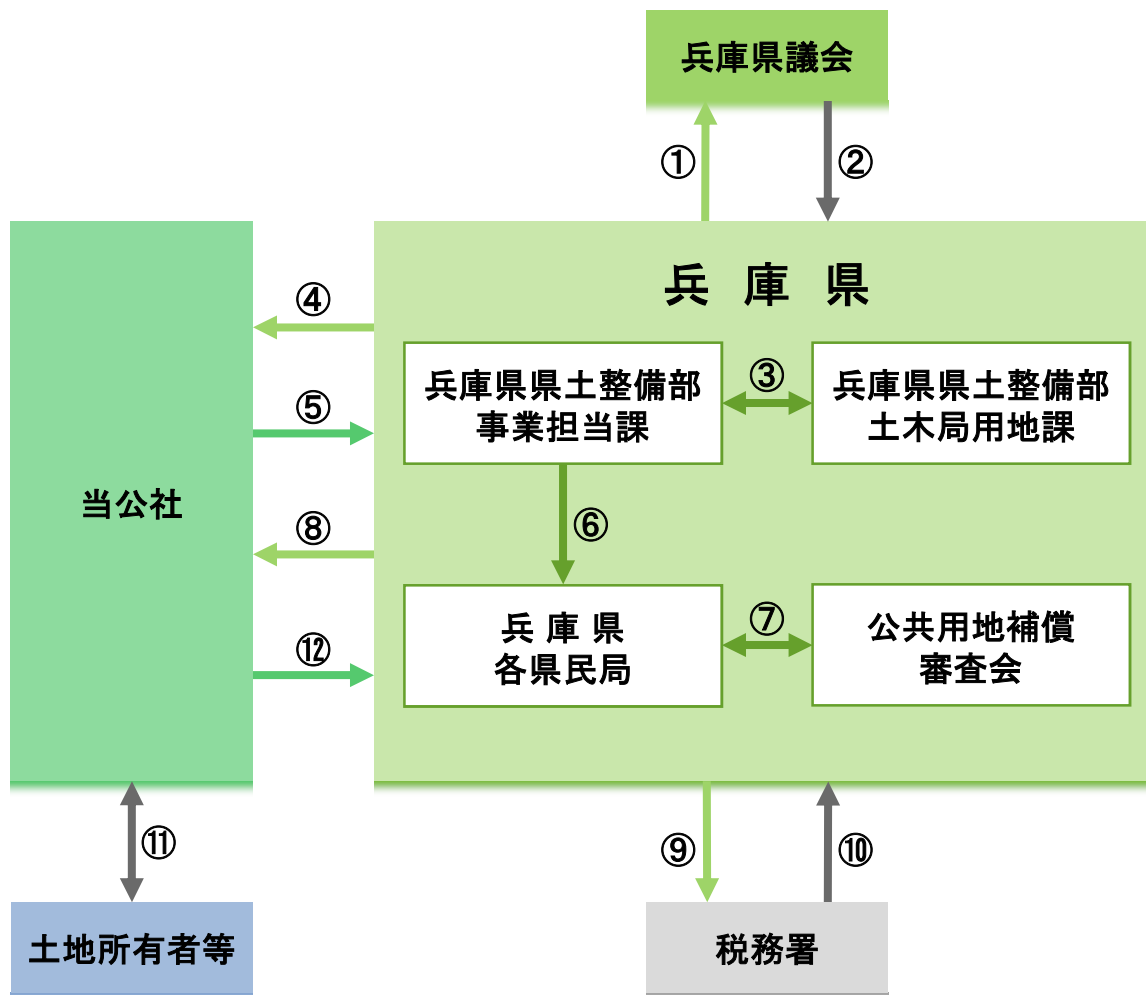 兵庫県議会
①
②
兵 庫 県
④
兵庫県県土整備部
事業担当課
③
兵庫県県土整備部
土木局用地課
⑤
当公社
⑧
⑥
兵 庫 県
各県民局
⑦
公共用地補償
審査会
⑫
⑪
⑨
⑩
土地所有者等
税務署